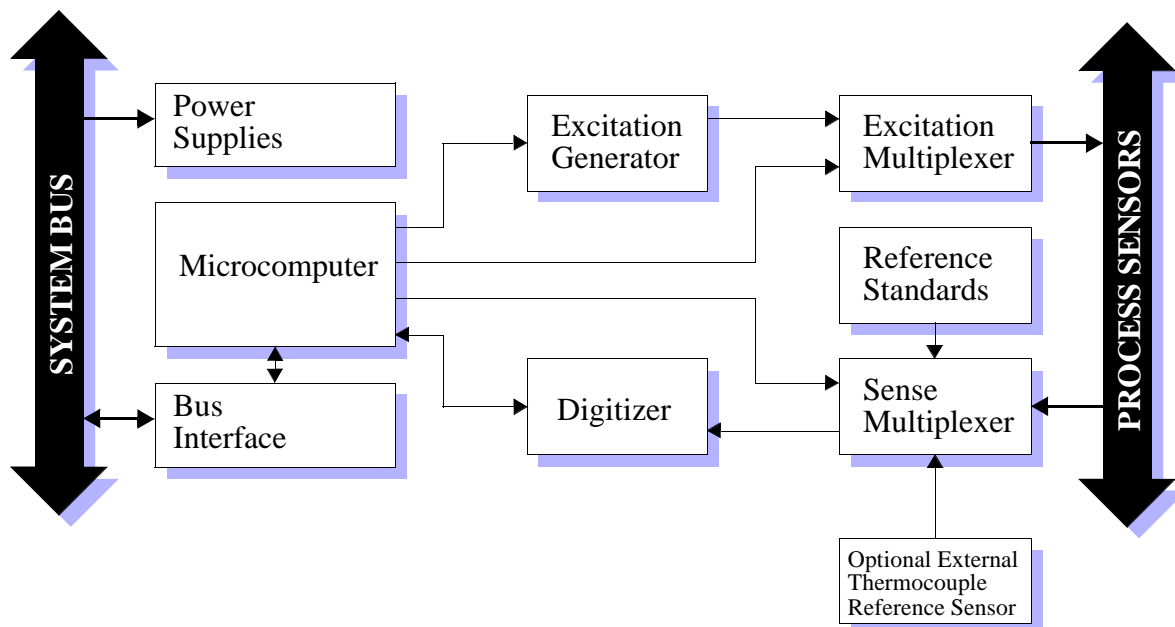 SYSTEM BUS
Power
Supplies
Microcomputer
Bus
Interface
Excitation
Generator
Digitizer
Excitation
Multiplexer
Reference
Standards
Sense
Multiplexer
Optional External
Thermocouple
Reference Sensor
PROCESS SENSORS